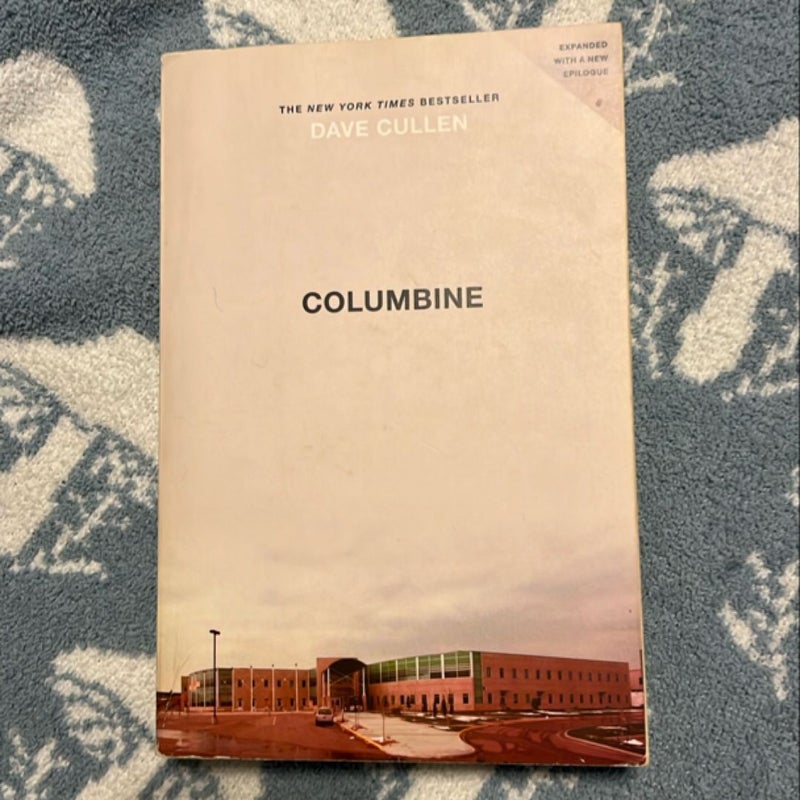 EXPANDED
WITH A NEW
EPILOGUE
THE NEW YORK TIMES BESTSELLER
DAVE CULLEN
COLUMBINE